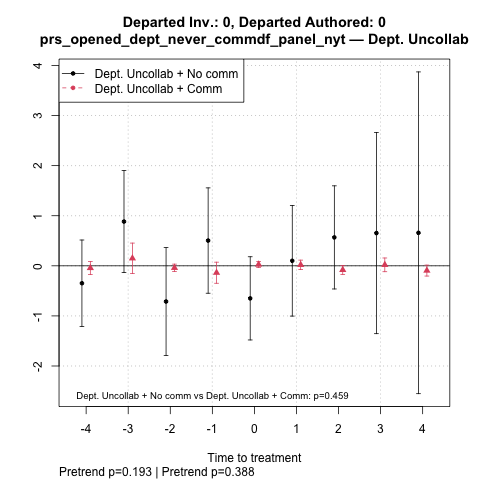 Departed Inv.: 0, Departed Authored: 0
prs_opened_dept_never_commdf_panel_nyt — Dept. Uncollab
Dept. Uncollab + No comm
Dept. Uncollab + Comm
4
3
2
1
0
-1
-2
Dept. Uncollab + No comm vs Dept. Uncollab + Comm: p=0.459
-4 -3 -2 -1 0 1 2 3 4
Time to treatment
Pretrend p=0.193 | Pretrend p=0.388